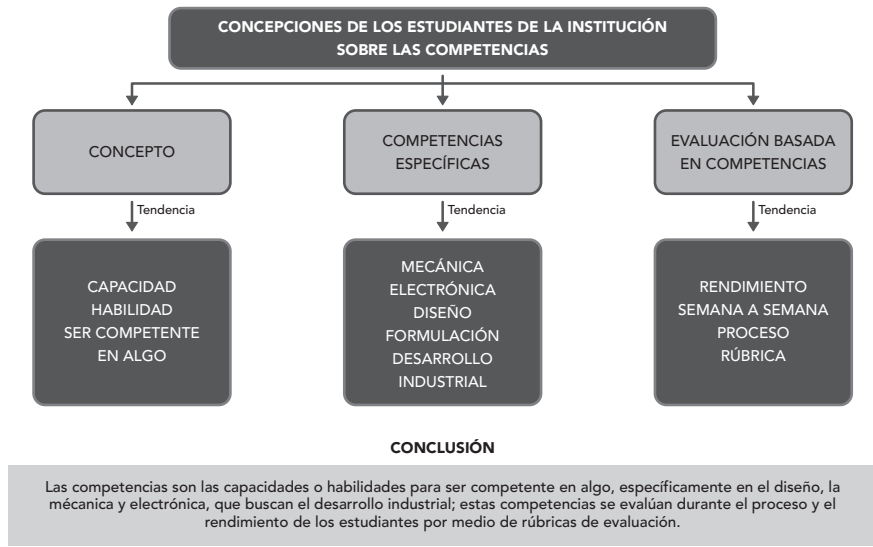 CONCEPCIONES DE LOS ESTUDIANTES DE LA INSTITUCIÓN
SOBRE LAS COMPETENCIAS
CONCEPTO
COMPETENCIAS
ESPECÍFICAS
EVALUACIÓN BASADA
EN COMPETENCIAS
Tendencia
Tendencia
Tendencia
CAPACIDAD
HABILIDAD
SER COMPETENTE
EN ALGO
MECÁNICA
ELECTRÓNICA
DISEÑO
FORMULACIÓN
DESARROLLO
INDUSTRIAL
RENDIMIENTO
SEMANA A SEMANA
PROCESO
RÚBRICA
CONCLUSIÓN
Las competencias son las capacidades o habilidades para ser competente en algo, específicamente en el diseño, la
mécanica y electrónica, que buscan el desarrollo industrial; estas competencias se evalúan durante el proceso y el
rendimiento de los estudiantes por medio de rúbricas de evaluación.